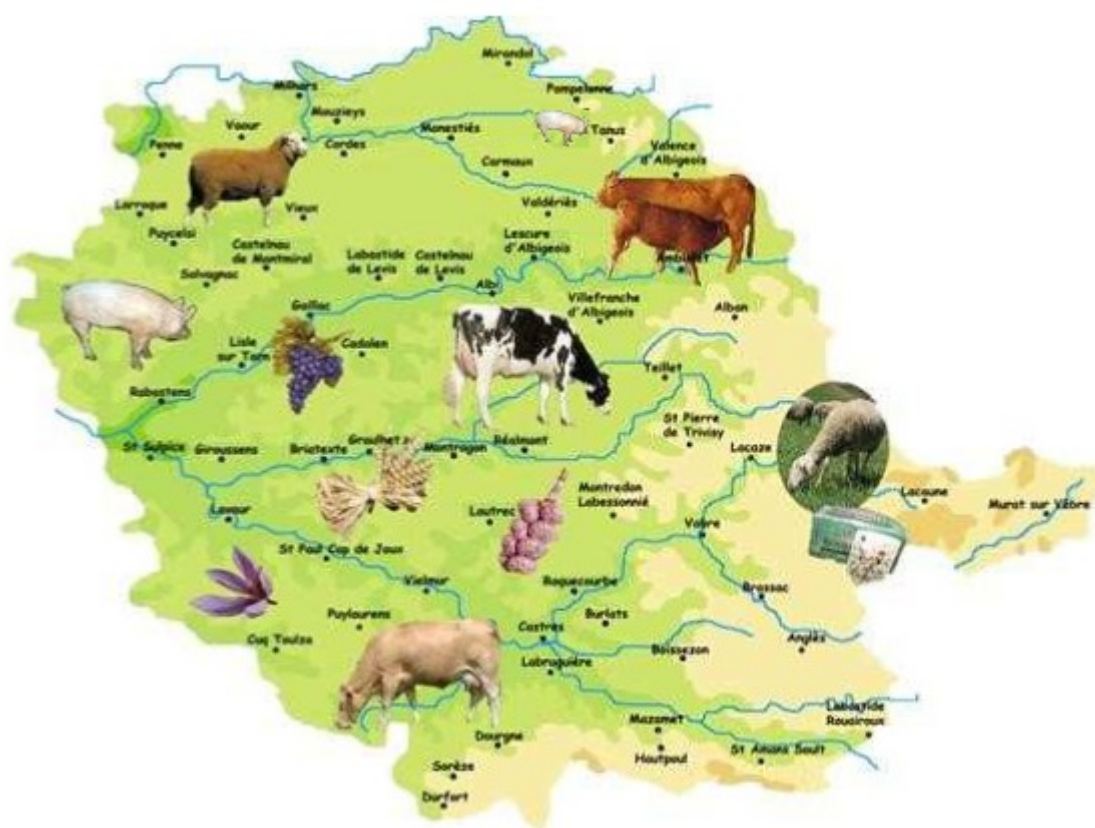 Mirandol
Milhars
Pampelonne
Mouzieys
Vaour
Monestiés
Tanus
Penne
Cordes
Valence
d'Albigeois
Carmaux
Larroque
Vieux
Valdériès
Puycelsi
Castelnau
de Montmiral
Lescure
d'Albigeois
Labastide
de Levis
Castelnau
de Levis
Salvagnac
Albi
Gaillac
Villefranche
d'Albigeois
Alban
Lisle
sur Tarn
Cadalen
Teillet
Rabastens
St Pierre
de Trivisy
St Sulpice
Giroussens
Briatexte
Graulhet
Montragon
Réalmont
Lacaze
Montredon
Labessonnié
Lacaune
Murat sur Vèbre
Lavaur
Lautrec
Vabre
St Paul Cap de Joux
Vielmur
Roquecourbe
Brassac
Puylaurens
Burlats
Cuq Toulza
Castres
Boissezon
Anglès
Labruguière
Labastide
Rouairoux
Mazamet
Dourgne
Hautpoul
St Amans Soult
Sorèze
Durfort